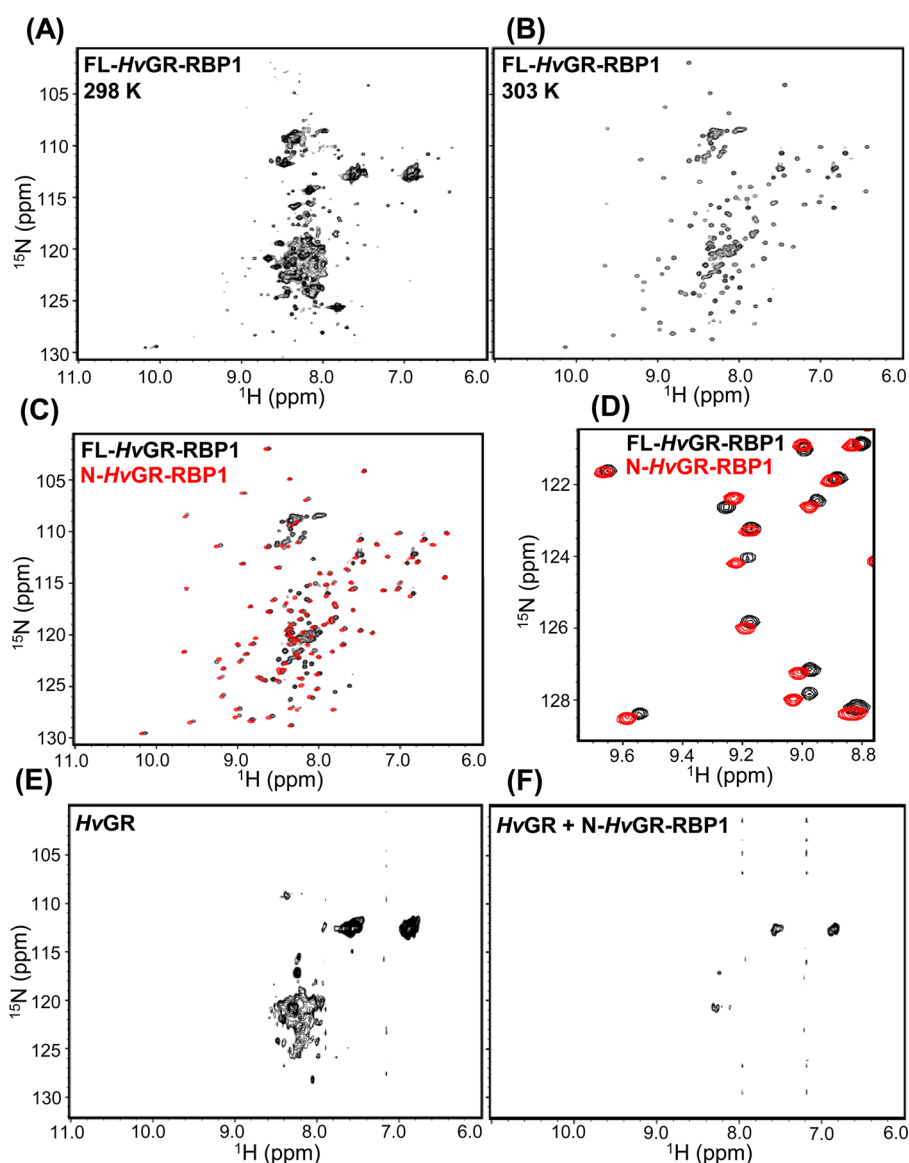 (A)
FL-HvGR-RBP1
298 K
105
110
115
120
125
130
15N (ppm)
11.0 10.0 9.0 8.0 7.0 6.0
1H (ppm)
(B)
FL-HvGR-RBP1
303 K
10.0 9.0 8.0 7.0 6.0
1H (ppm)
(C)
FL-HvGR-RBP1
N-HvGR-RBP1
105
110
115
120
125
130
15N (ppm)
11.0 10.0 9.0 8.0 7.0 6.0
1H (ppm)
(D)
FL-HvGR-RBP1
N-HvGR-RBP1
122
124
126
128
15N (ppm)
9.6 9.4 9.2 9.0 8.8
1H (ppm)
(E)
HvGR
105
110
115
120
125
130
15N (ppm)
11.0 10.0 9.0 8.0 7.0 6.0
1H (ppm)
(F)
HvGR + N-HvGR-RBP1
10.0 9.0 8.0 7.0 6.0
1H (ppm)